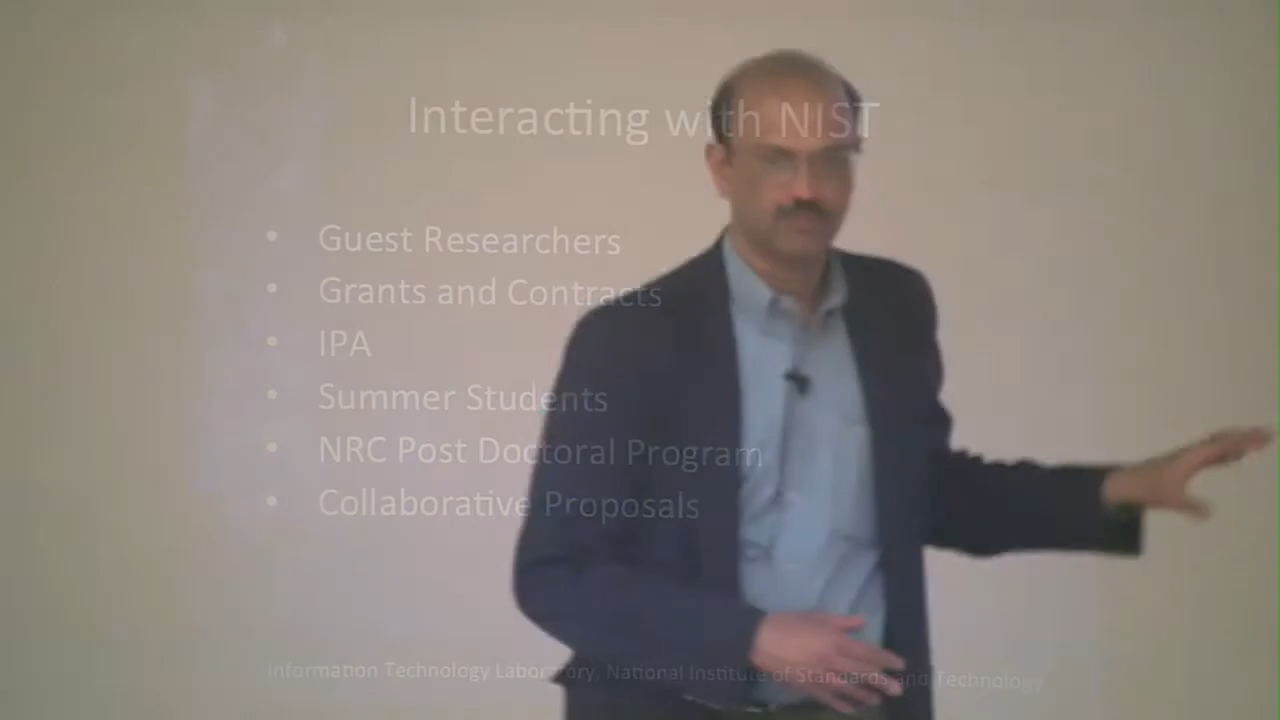 Interacting with NIST
• Guest Researchers
• Grants and Contracts
• IPA
• Summer Students
• NRC Post Doctoral Program
• Collaborative Proposals
Information Technology Laboratory, National Institute of Standards and Technology